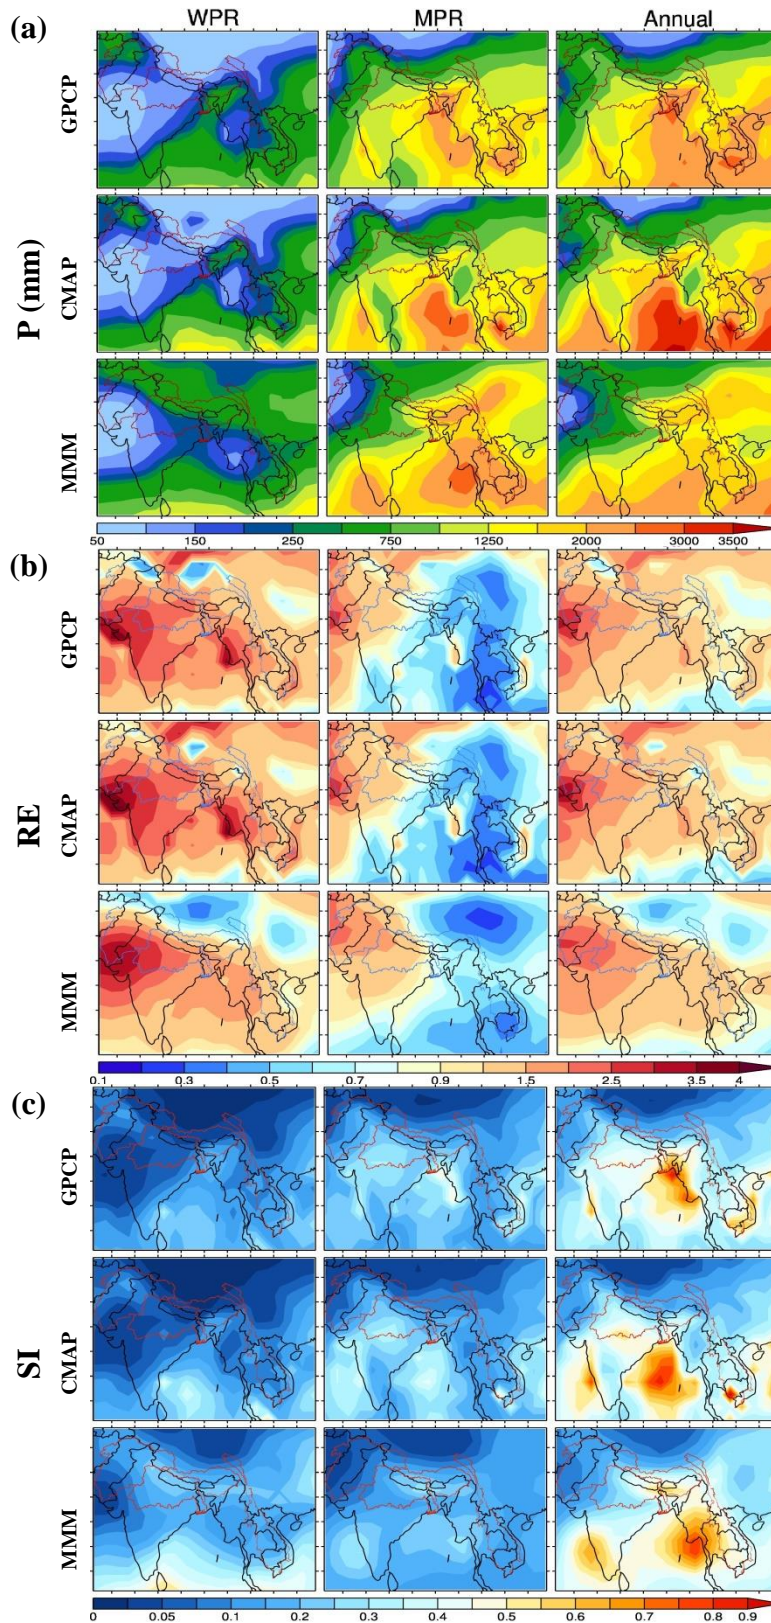 (a)
WPR MPR Annual
GPCP
P (mm)
CMAP
MMM
50 150 250 750 1250 2000 3000 3500
(b)
GPCP
RE
CMAP
MMM
0.1 0.3 0.5 0.7 0.9 1.5 2.5 3.5 4
(c)
GPCP
SI
CMAP
MMM
0 0.05 0.1 0.2 0.3 0.4 0.5 0.6 0.7 0.8 0.9